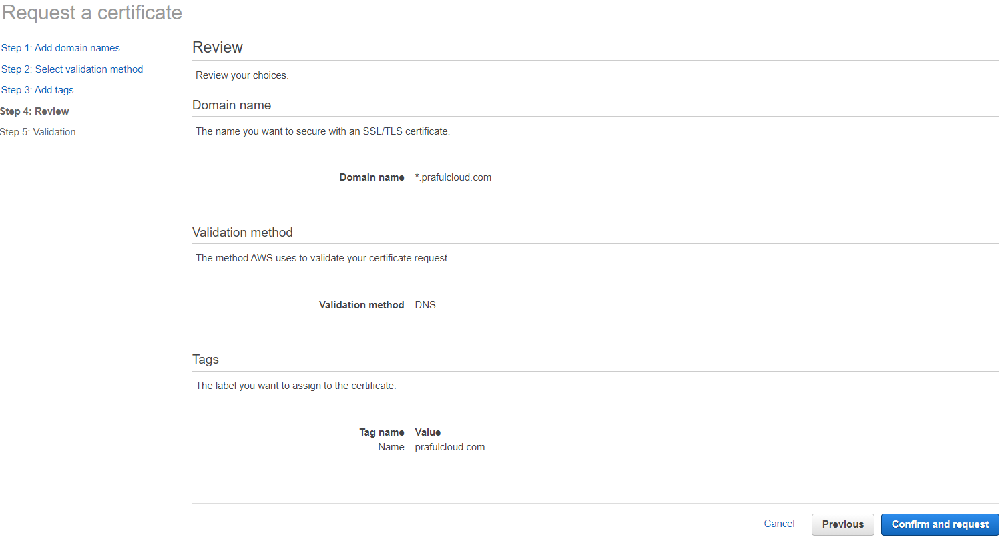 Request a certificate
Step 1: Add domain names
Step 2: Select validation method
Step 3: Add tags
Step 4: Review
Step 5: Validation
Review
Review your choices.
Domain name
The name you want to secure with an SSL/TLS certificate.
Domain name *.prafulcloud.com
Validation method
The method AWS uses to validate your certificate request.
Validation method DNS
Tags
The label you want to assign to the certificate.
Tag name Value
Name prafulcloud.com
Cancel Previous Confirm and request